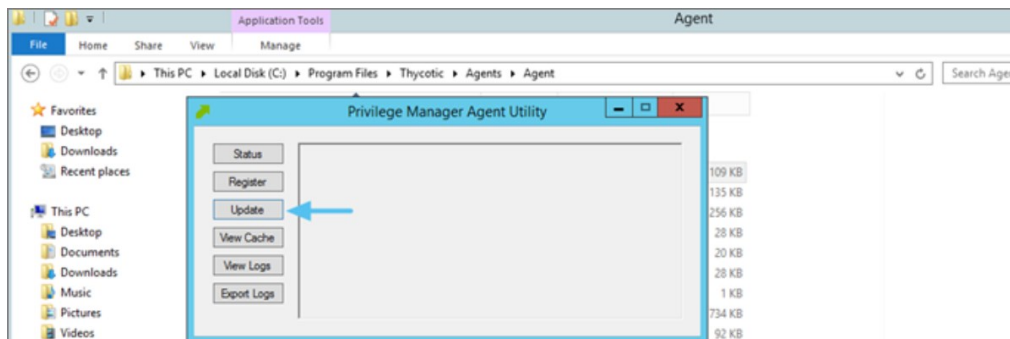 Application Tools
Agent
File Home Share View Manage
This PC Local Disk (C:) Program Files Thycotic Agents Agent
Search Age
Favorites
Desktop
Downloads
Recent places
This PC
Desktop
Documents
Downloads
Music
Pictures
Videos
Privilege Manager Agent Utility
Status
Register
Update
View Cache
View Logs
Export Logs
109 KB
135 KB
256 KB
28 KB
20 KB
28 KB
1 KB
734 KB
92 KB